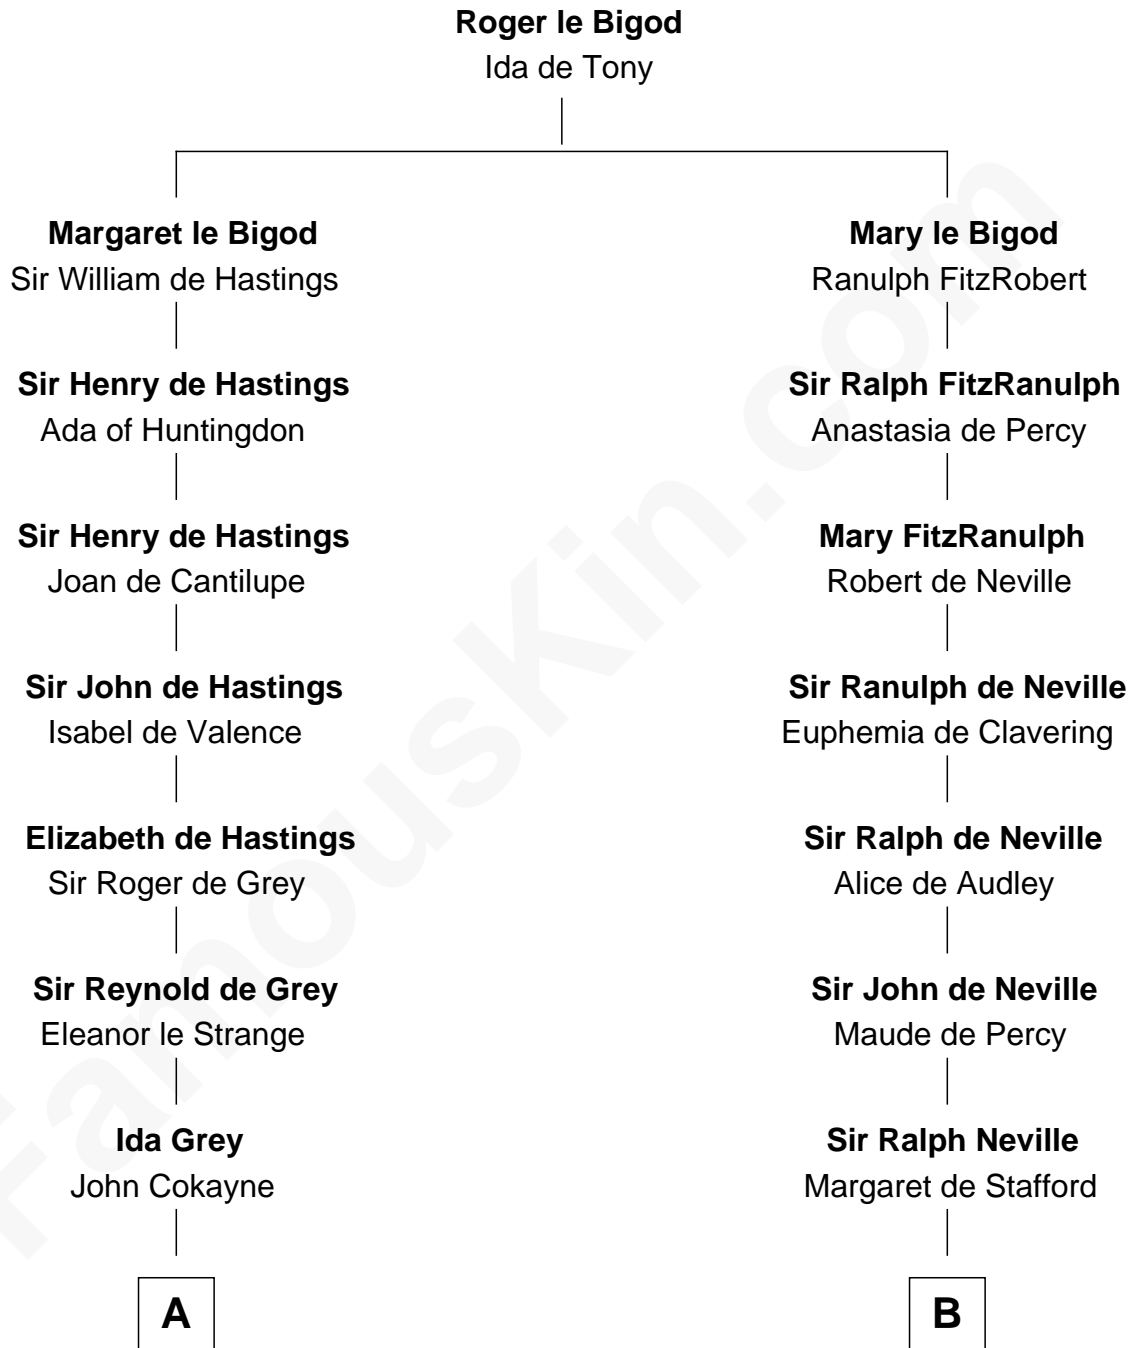 Roger le Bigod
Ida de Tony
Margaret le Bigod
Sir William de Hastings
Mary le Bigod
Ranulph FitzRobert
Sir Henry de Hastings
Ada of Huntingdon
Sir Ralph FitzRanulph
Anastasia de Percy
Sir Henry de Hastings
Joan de Cantilupe
Mary FitzRanulph
Robert de Neville
Sir John de Hastings
Isabel de Valence
Sir Ranulph de Neville
Euphemia de Clavering
Elizabeth de Hastings
Sir Roger de Grey
Sir Ralph de Neville
Alice de Audley
Sir Reynold de Grey
Eleanor le Strange
Sir John de Neville
Maude de Percy
Ida Grey
John Cokayne
Sir Ralph Neville
Margaret de Stafford
A
B
FamousKin.com